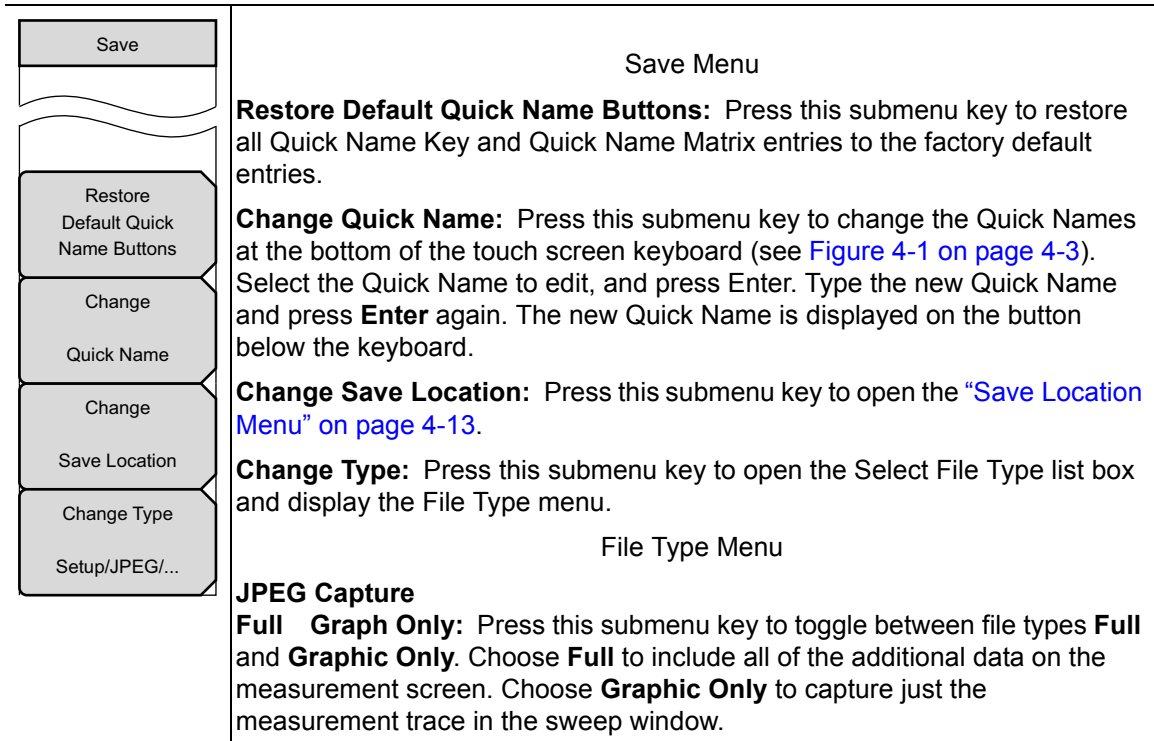 Save
Restore
Default Quick
Name Buttons
Change
Quick Name
Change
Save Location
Change Type
Setup/JPEG/...
Save Menu
Restore Default Quick Name Buttons: Press this submenu key to restore
all Quick Name Key and Quick Name Matrix entries to the factory default
entries.
Change Quick Name: Press this submenu key to change the Quick Names
at the bottom of the touch screen keyboard (see Figure 4-1 on page 4-3).
Select the Quick Name to edit, and press Enter. Type the new Quick Name
and press Enter again. The new Quick Name is displayed on the button
below the keyboard.
Change Save Location: Press this submenu key to open the “Save Location
Menu” on page 4-13.
Change Type: Press this submenu key to open the Select File Type list box
and display the File Type menu.
File Type Menu
JPEG Capture
Full Graph Only: Press this submenu key to toggle between file types Full
and Graphic Only. Choose Full to include all of the additional data on the
measurement screen. Choose Graphic Only to capture just the
measurement trace in the sweep window.